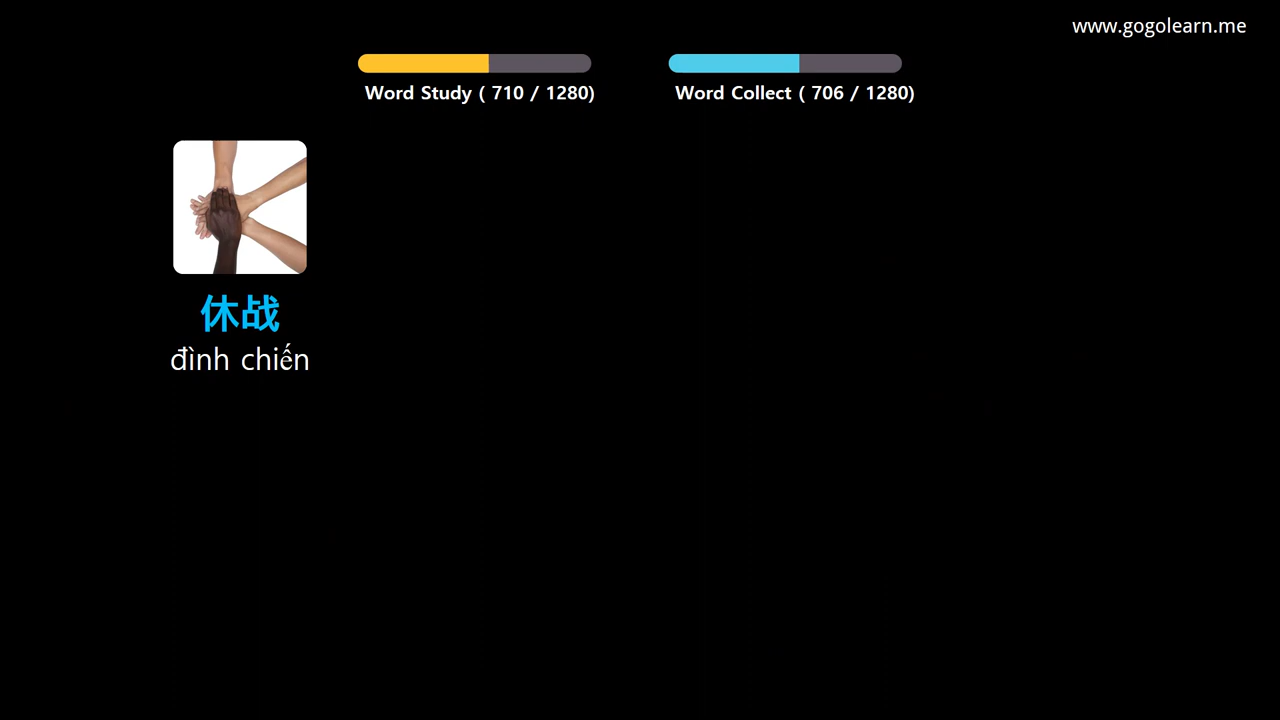 www.gogolearn.me
Word Study ( 710 / 1280)
Word Collect ( 706 / 1280)
休战
đình chiến